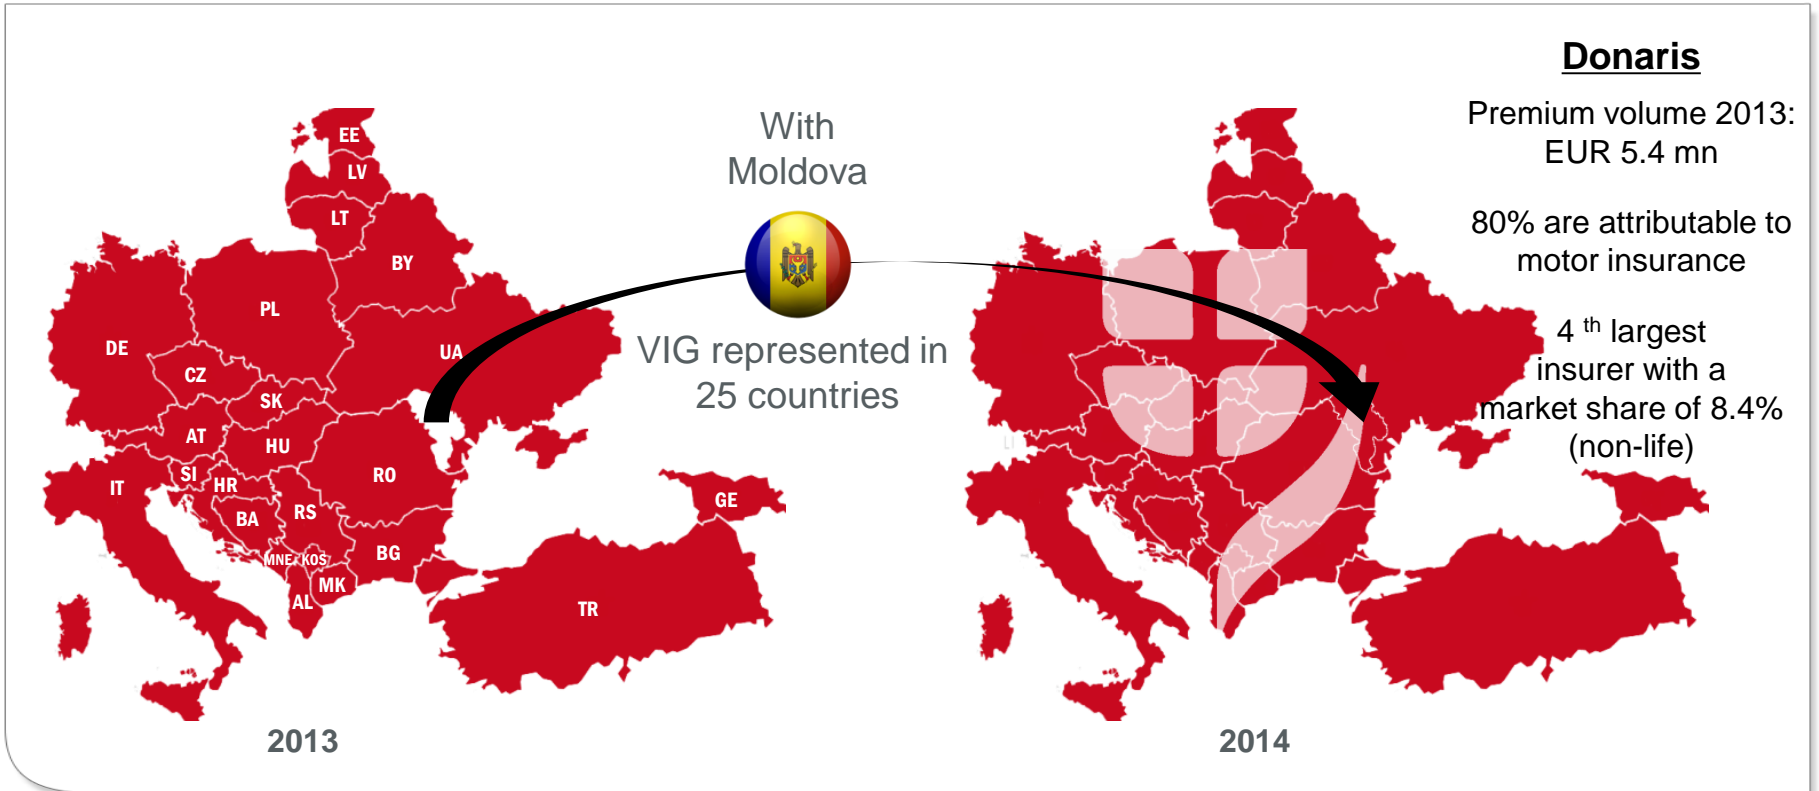 EE
LV
LT
BY
PL
DE
UA
CZ
SK
AT
HU
SI
HR
IT
RO
BA
RS
GE
MNE
KOS
BG
MK
AL
TR
2013
With
Moldova
VIG represented in
25 countries
LI
2014
Donaris
Premium volume 2013:
EUR 5.4 mn
80% are attributable to
motor insurance
4 th largest
insurer with a
market share of 8.4%
(non-life)